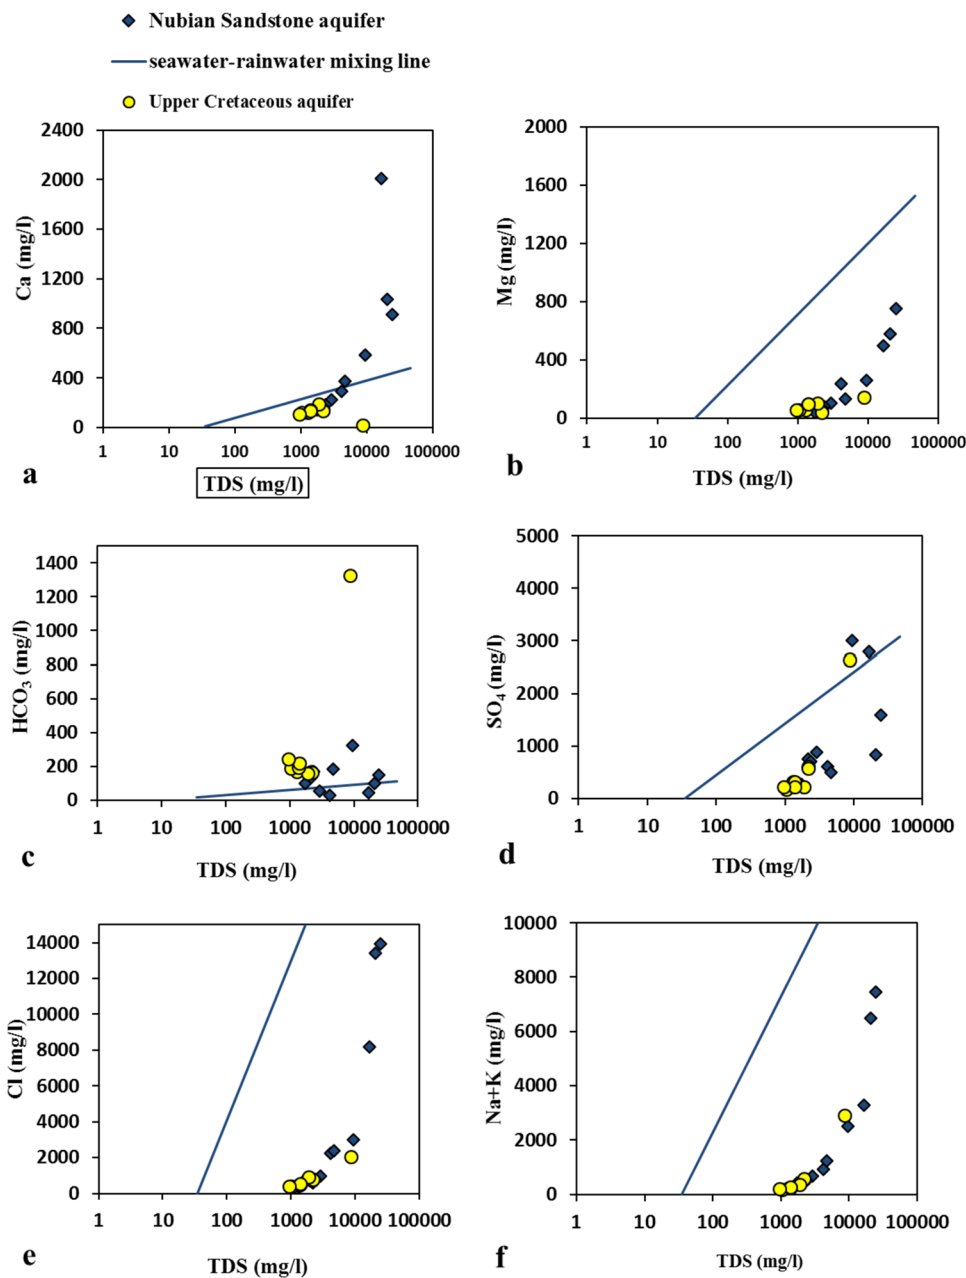 Nubian Sandstone aquifer
seawater-rainwater mixing line
Upper Cretaceous aquifer
2400
2000
1600
1200
800
400
0
Ca (mg/l)
1 10 100 1000 10000 100000
TDS (mg/l)
a
2000
1600
1200
800
400
0
Mg (mg/l)
1 10 100 1000 10000 100000
TDS (mg/l)
b
1400
1200
1000
800
600
400
200
0
HCO3 (mg/l)
1 10 100 1000 10000 100000
TDS (mg/l)
c
5000
4000
3000
2000
1000
0
SO4 (mg/l)
1 10 100 1000 10000 100000
TDS (mg/l)
d
14000
12000
10000
8000
6000
4000
2000
0
Cl (mg/l)
1 10 100 1000 10000 100000
TDS (mg/l)
e
10000
8000
6000
4000
2000
0
Na+K (mg/l)
1 10 100 1000 10000 100000
TDS (mg/l)
f